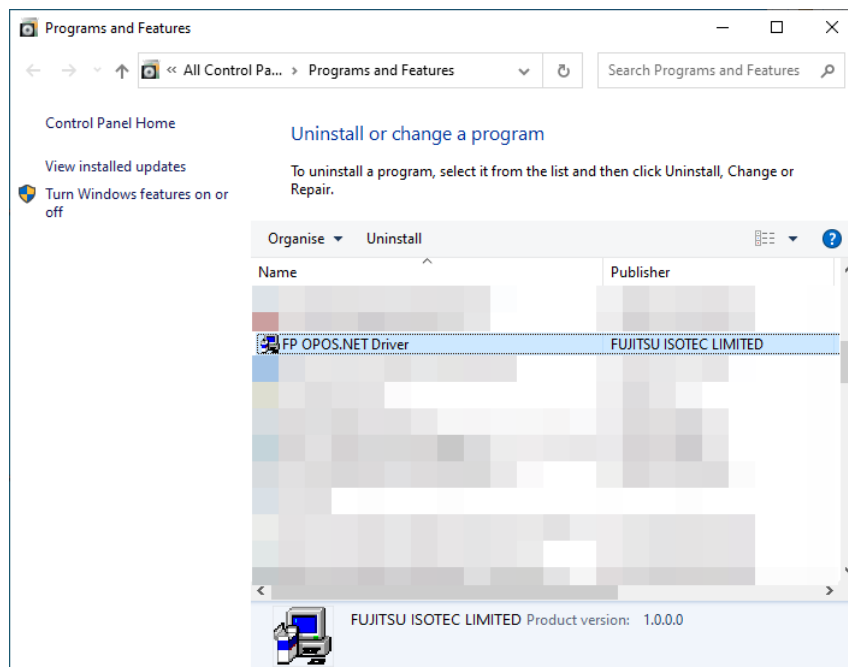 Programs and Features
« All Control Pa... › Programs and Features
Search Programs and Features
Control Panel Home
View installed updates
Turn Windows features on or
off
Uninstall or change a program
To uninstall a program, select it from the list and then click Uninstall, Change or
Repair.
Organise Uninstall
Name Publisher
FP OPOS.NET Driver FUJITSU ISOTEC LIMITED
FUJITSU ISOTEC LIMITED Product version: 1.0.0.0